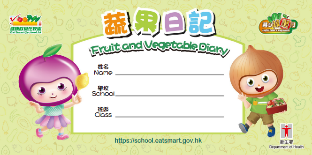 蔬果日記
Fruit and Vegetable Diary
姓名
Name
學校
School
班別
Class
https://school.eatsmart.gov.hk
衞生署
Department of Health